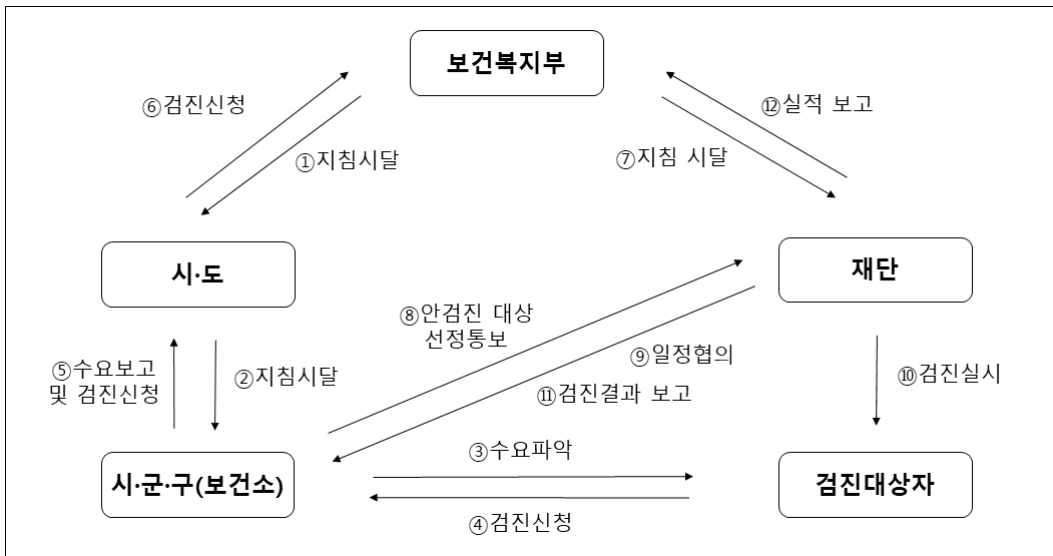 보건복지부
⑥검진신청
①지침시달
⑫실적 보고
⑦지침 시달
시·도
재단
⑧안검진 대상
선정통보
⑨일정협의
⑤수요보고
및 검진신청
②지침시달
⑪검진결과 보고
⑩검진실시
③수요파악
시·군·구(보건소)
검진대상자
④검진신청